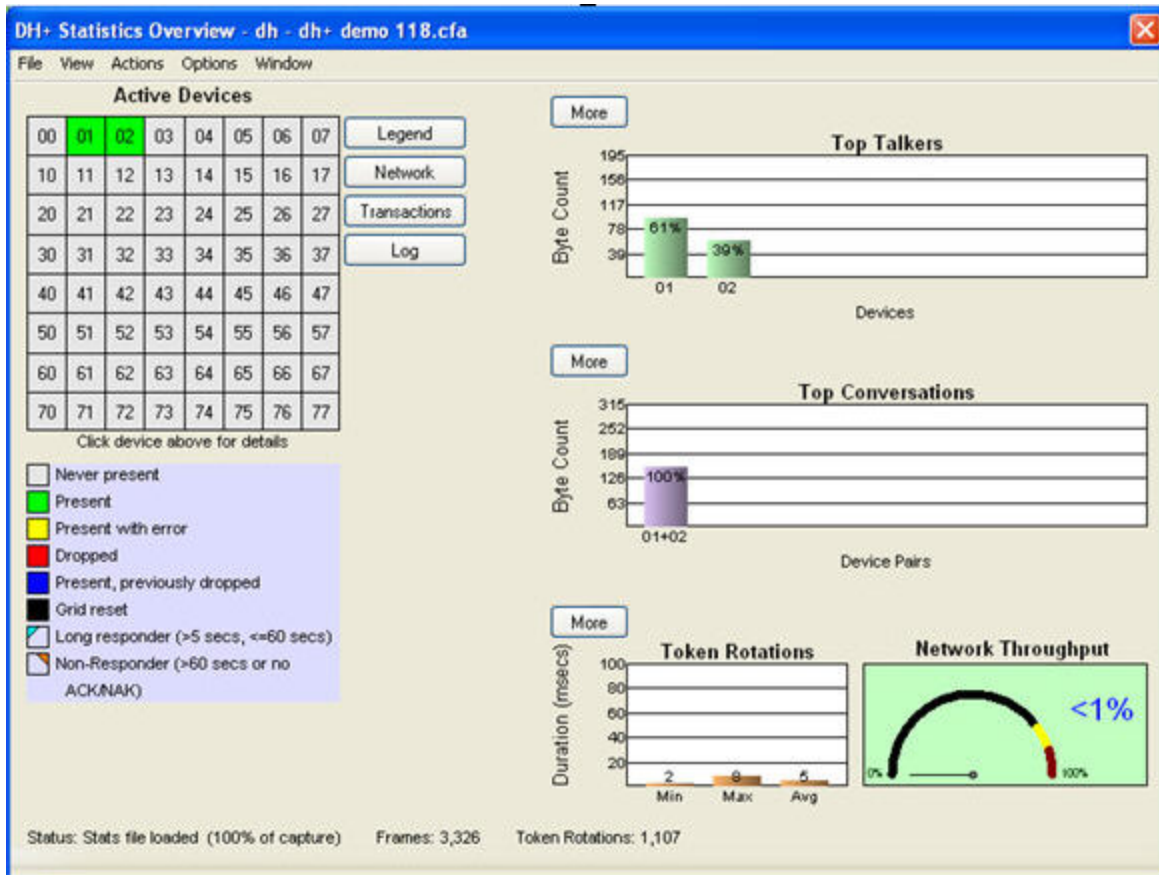 DH+ Statistics Overview - dh - dh+ demo 118.cfa
File View Actions Options Window
Active Devices
00 01 02 03 04 05 06 07
10 11 12 13 14 15 16 17
20 21 22 23 24 25 26 27
30 31 32 33 34 35 36 37
40 41 42 43 44 45 46 47
50 51 52 53 54 55 56 57
60 61 62 63 64 65 66 67
70 71 72 73 74 75 76 77
Click device above for details
Legend
Network
Transactions
Log
Never present
Present
Present with error
Dropped
Present, previously dropped
Grid reset
Long responder (>5 secs, <=60 secs)
Non-Responder (>60 secs or no
ACK/NAK)
More
Top Talkers
Byte Count
195
156
117
78
39
61%
39%
01 02
Devices
More
Top Conversations
Byte Count
315
252
189
126
63
100%
01+02
Device Pairs
More
Token Rotations
Duration (msecs)
100
80
60
40
20
2 8 5
Min Max Avg
Network Throughput
<1%
0% 100%
Status: Stats file loaded (100% of capture) Frames: 3,326 Token Rotations: 1,107